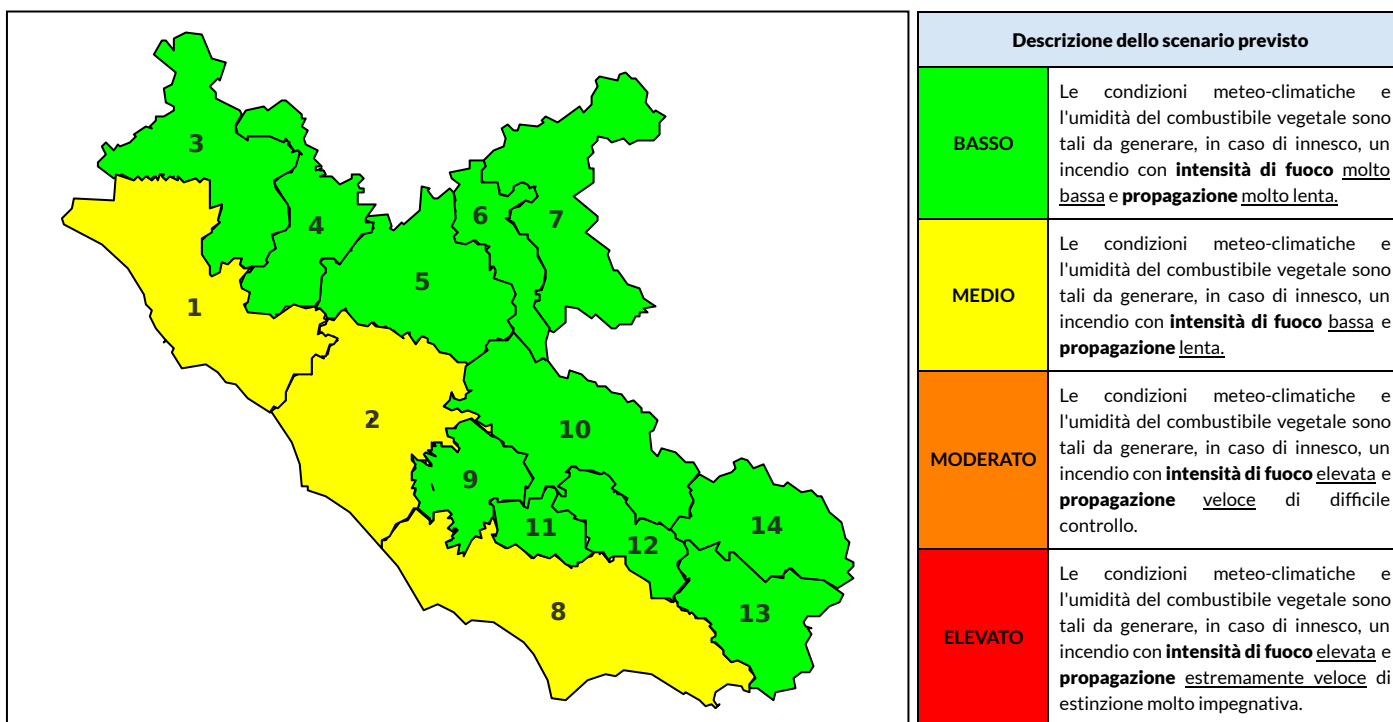 3
4
6
7
5
1
2
10
9
11
12
14
8
13
Descrizione dello scenario previsto
BASSO
Le condizioni meteo-climatiche e
l'umidità del combustibile vegetale sono
tali da generare, in caso di innesco, un
incendio con intensità di fuoco molto
bassa e propagazione molto lenta.
MEDIO
Le condizioni meteo-climatiche e
l'umidità del combustibile vegetale sono
tali da generare, in caso di innesco, un
incendio con intensità di fuoco bassa e
propagazione lenta.
MODERATO
Le condizioni meteo-climatiche e
l'umidità del combustibile vegetale sono
tali da generare, in caso di innesco, un
incendio con intensità di fuoco elevata e
propagazione veloce di difficile
controllo.
ELEVATO
Le condizioni meteo-climatiche e
l'umidità del combustibile vegetale sono
tali da generare, in caso di innesco, un
incendio con intensità di fuoco elevata e
propagazione estremamente veloce di
estinzione molto impegnativa.